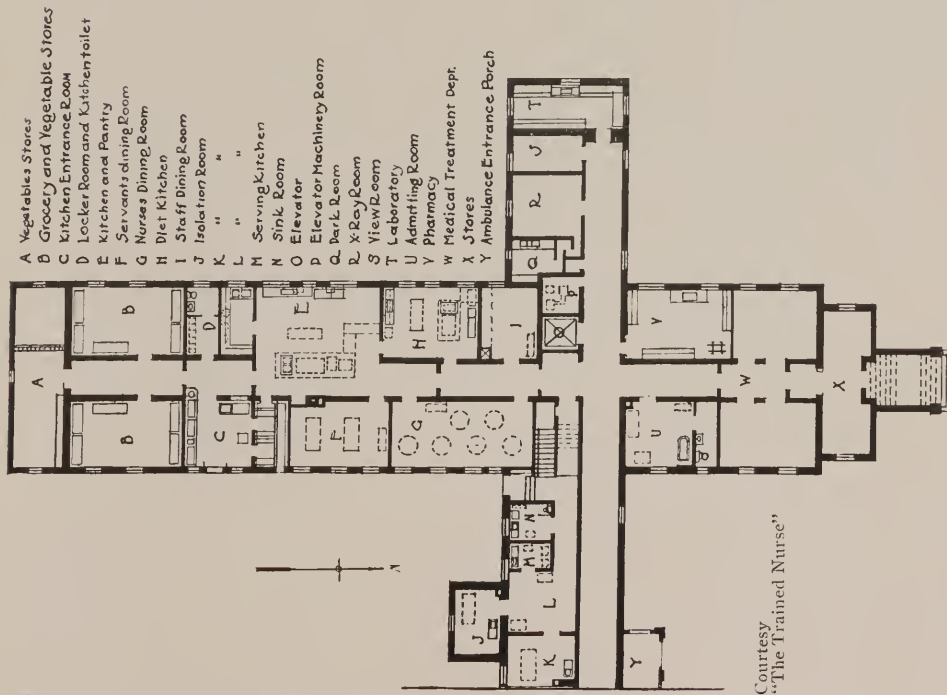 A Vegetables Stores
B Grocery and Vegetable Stores
C Kitchen Entrance Room
D Locker Room and Kitchen toilet
E Kitchen and Pantry
F Servants dining Room
G Nurses Dining Room
H Diet Kitchen
I Staff Dining Room
J Isolation Room
K " "
L " "
M Serving Kitchen
N Sink Room
O Elevator
P Elevator Machinery Room
Q Dark Room
R X-Ray Room
S View Room
T Laboratory
U Admitting Room
V Pharmacy
W Medical Treatment Dept.
X Stores
Y Ambulance Entrance Porch
A
B
B
C
D
E
F
G
H
I
J
K
L
M
N
P
Q
R
J
T
U
V
W
X
Y
N
Courtesy
"The Trained Nurse"